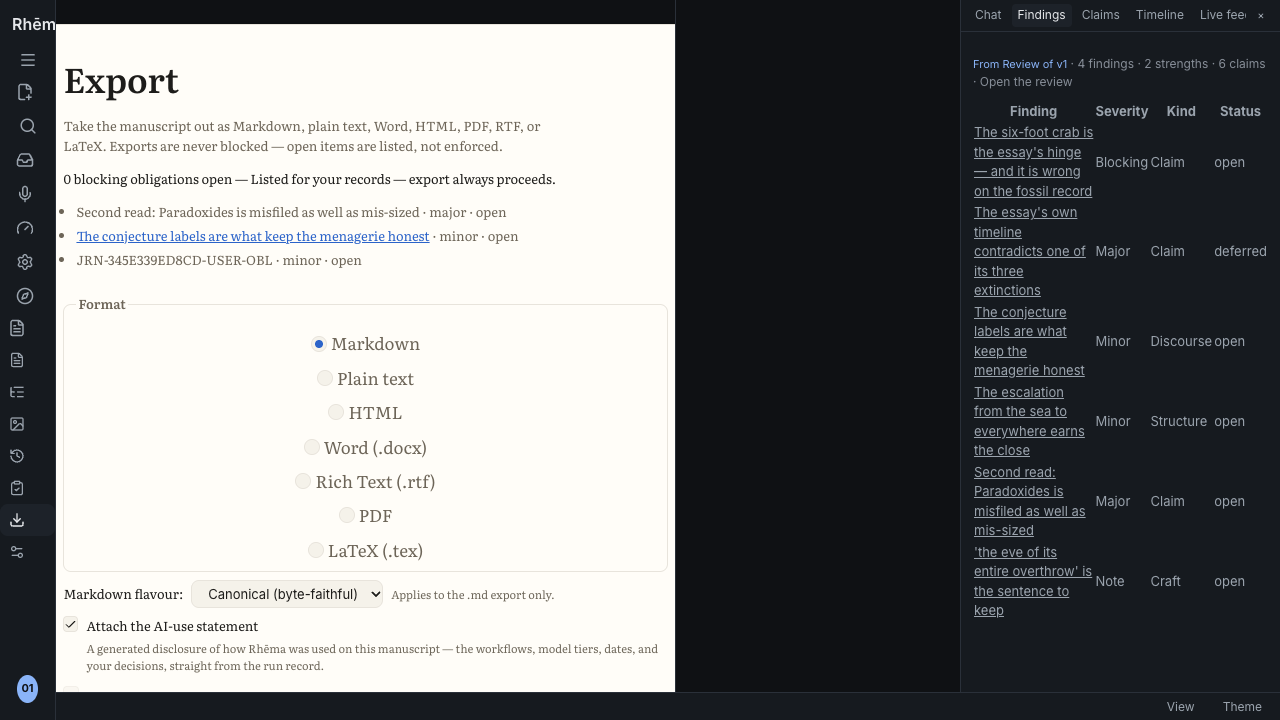 Rhēm
Export
Take the manuscript out as Markdown, plain text, Word, HTML, PDF, RTF, or
LaTeX. Exports are never blocked — open items are listed, not enforced.
0 blocking obligations open — Listed for your records — export always proceeds.
Second read: Paradoxides is misfiled as well as mis-sized · major · open
The conjecture labels are what keep the menagerie honest · minor · open
JRN-345E339ED8CD-USER-OBL · minor · open
Format
Markdown
Plain text
HTML
Word (.docx)
Rich Text (.rtf)
PDF
LaTeX (.tex)
Markdown flavour: Canonical (byte-faithful) Applies to the .md export only.
Attach the AI-use statement
A generated disclosure of how Rhēma was used on this manuscript — the workflows, model tiers, dates, and
your decisions, straight from the run record.
01
Chat Findings Claims Timeline Live fee ×
From Review of v1 · 4 findings · 2 strengths · 6 claims
· Open the review
Finding Severity Kind Status
The six-foot crab is
the essay's hinge
— and it is wrong
on the fossil record
Blocking Claim open
The essay's own
timeline
contradicts one of
its three
extinctions
Major Claim deferred
The conjecture
labels are what
keep the
menagerie honest
Minor Discourse open
The escalation
from the sea to
everywhere earns
the close
Minor Structure open
Second read:
Paradoxides is
misfiled as well as
mis-sized
Major Claim open
'the eve of its
entire overthrow' is
the sentence to
keep
Note Craft open
View Theme